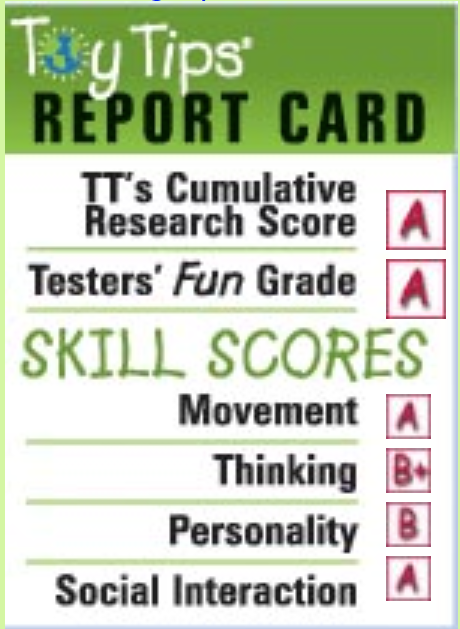 Toy Tips®
REPORT CARD
TT's Cumulative
Research Score A
Testers' Fun Grade A
SKILL SCORES
Movement A
Thinking B+
Personality B
Social Interaction A